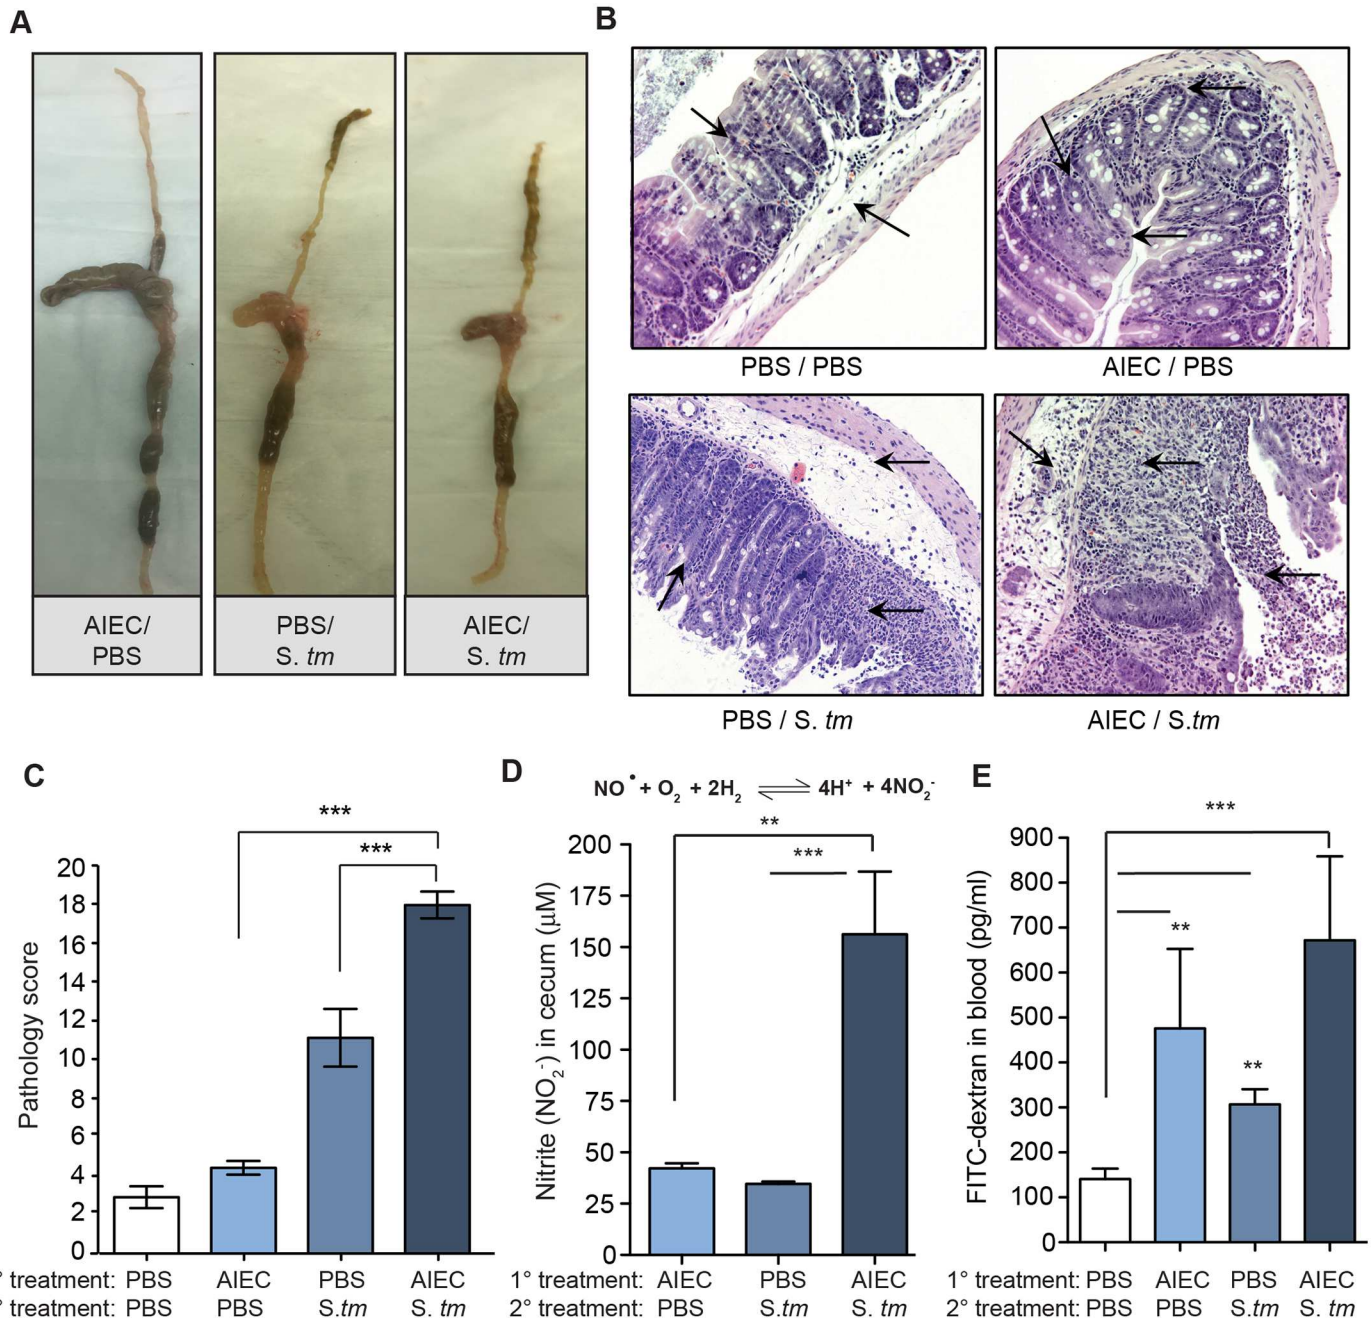 A
AIEC/
PBS
PBS/
S. tm
AIEC/
S. tm
B
PBS / PBS
AIEC / PBS
PBS / S. tm
AIEC / S.tm
C
***
***
Pathology score
20
18
16
14
12
10
8
6
4
2
0
° treatment: PBS AIEC PBS AIEC
° treatment: PBS PBS S.tm S. tm
D
NO• + O₂ + 2H₂ ⇌ 4H⁺ + 4NO₂⁻
**
***
Nitrite (NO₂⁻) in cecum (µM)
200
175
150
125
100
75
50
25
0
1° treatment: AIEC PBS AIEC
2° treatment: PBS S.tm S. tm
E
***
**
**
FITC-dextran in blood (pg/ml)
900
800
700
600
500
400
300
200
100
0
1° treatment: PBS AIEC PBS AIEC
2° treatment: PBS PBS S.tm S. tm